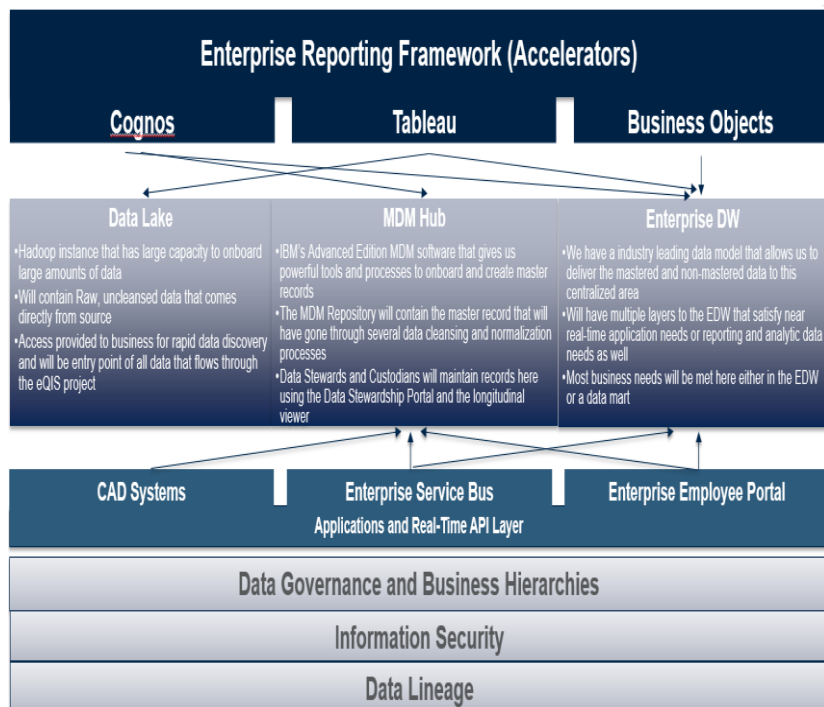 Enterprise Reporting Framework (Accelerators)
Cognos
Tableau
Business Objects
Data Lake
•Hadoop instance that has large capacity to onboard
large amounts of data
•Will contain Raw, uncleansed data that comes
directly from source
•Access provided to business for rapid data discovery
and will be entry point of all data that flows through
the eQIS project
MDM Hub
•IBM's Advanced Edition MDM software that gives us
powerful tools and processes to onboard and create master
records
•The MDM Repository will contain the master record that will
have gone through several data cleansing and normalization
processes
•Data Stewards and Custodians will maintain records here
using the Data Stewardship Portal and the longitudinal
viewer
Enterprise DW
•We have a industry leading data model that allows us to
deliver the mastered and non-mastered data to this
centralized area
•Will have multiple layers to the EDW that satisfy near
real-time application needs or reporting and analytic data
needs as well
•Most business needs will be met here either in the EDW
or a data mart
CAD Systems
Enterprise Service Bus
Enterprise Employee Portal
Applications and Real-Time API Layer
Data Governance and Business Hierarchies
Information Security
Data Lineage